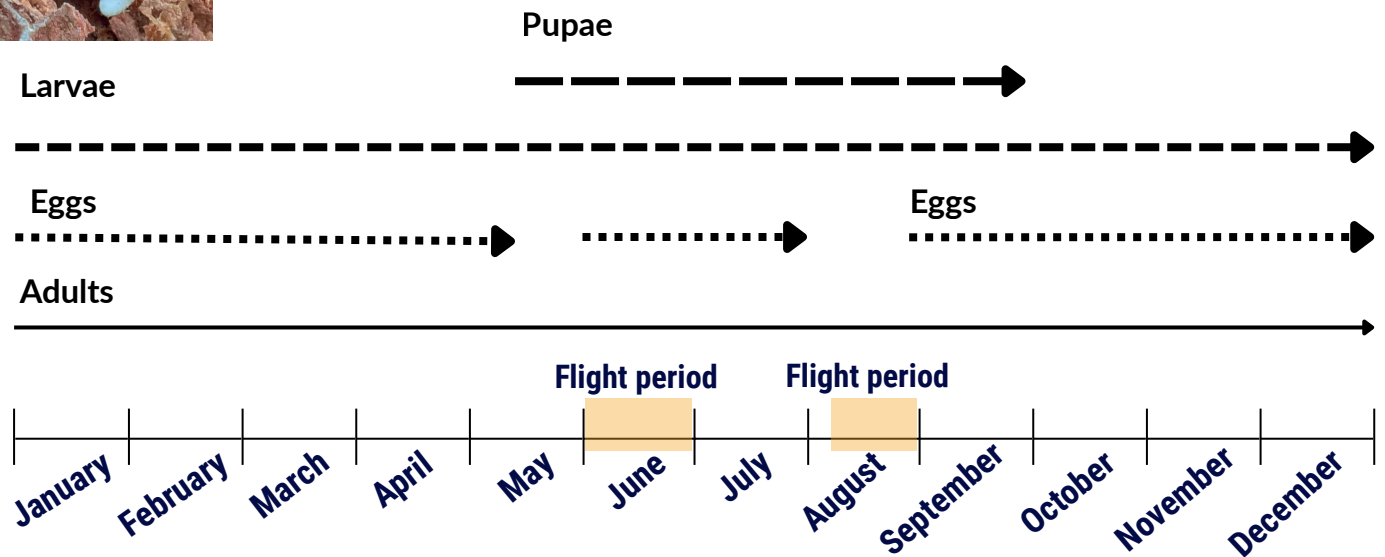 Pupae
Larvae
Eggs
Eggs
Adults
Flight period
Flight period
January
February
March
April
May
June
July
August
September
October
November
December